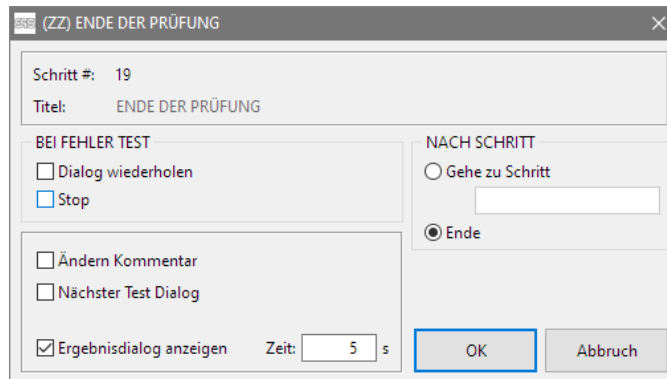 (ZZ) ENDE DER PRÜFUNG
Schritt #: 19
Titel: ENDE DER PRÜFUNG
BEI FEHLER TEST
Dialog wiederholen
Stop
NACH SCHRITT
Gehe zu Schritt
Ende
Ändern Kommentar
Nächster Test Dialog
Ergebnisdialog anzeigen Zeit: 5 s
OK
Abbruch